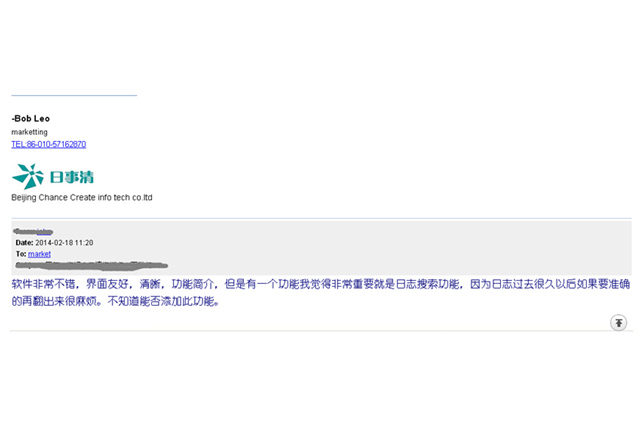 -Bob Leo
marketting
TEL:86-010-57162870
日事清
Beijing Chance Create info tech co.ltd
Date: 2014-02-18 11:20
To: market
软件非常不错，界面友好，清晰，功能简介，但是有一个功能我觉得非常重要就是日志搜索功能，因为日志过去很久以后如果要准确
的再翻出来很麻烦。不知道能否添加此功能。